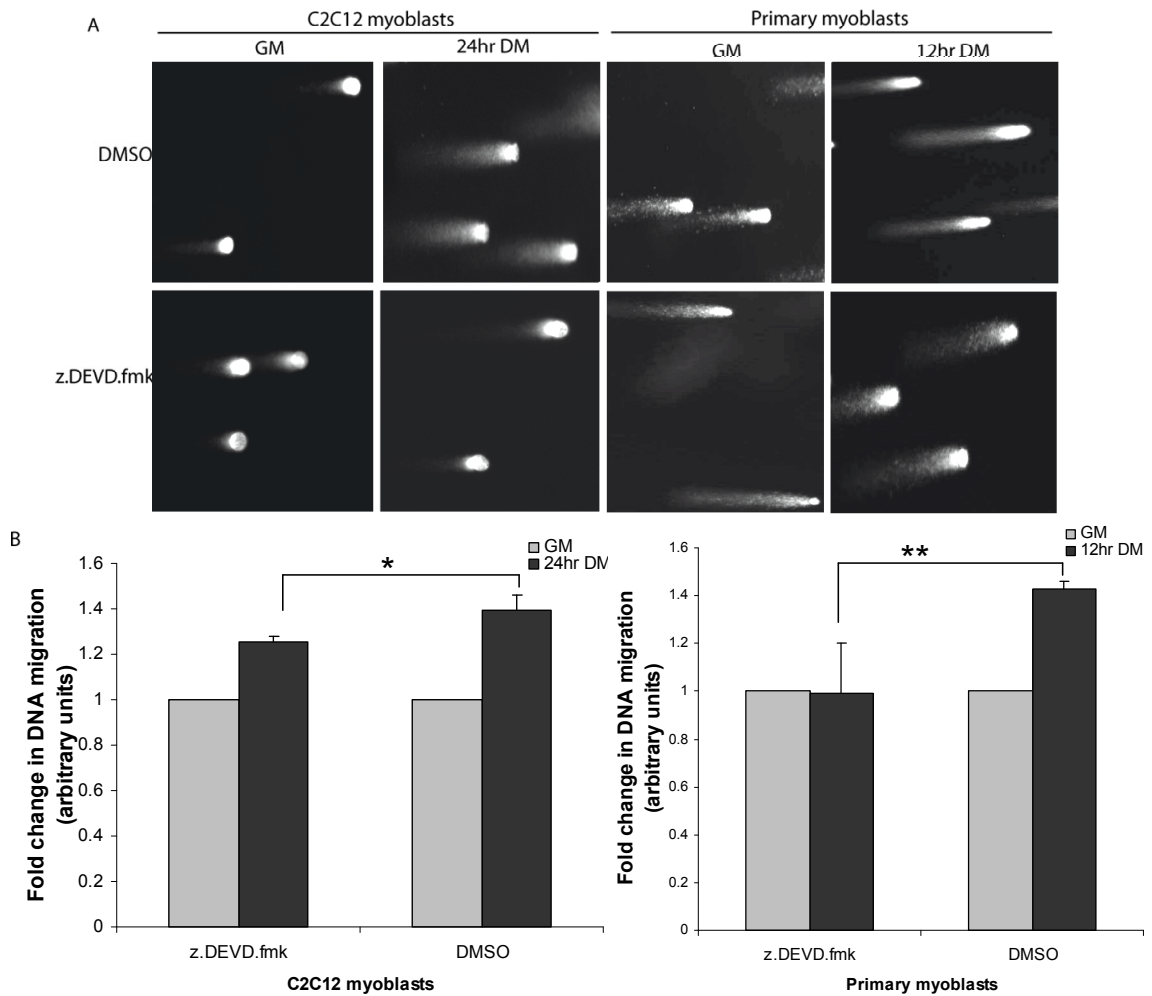 A
C2C12 myoblasts
Primary myoblasts
GM
24hr DM
GM
12hr DM
DMSO
z.DEVD.fmk
B
GM
24hr DM
*
1.6
1.4
1.2
1
0.8
0.6
0.4
0.2
0
Fold change in DNA migration
(arbitrary units)
z.DEVD.fmk
DMSO
C2C12 myoblasts
GM
12hr DM
**
1.6
1.4
1.2
1
0.8
0.6
0.4
0.2
0
Fold change in DNA migration
(arbitrary units)
z.DEVD.fmk
DMSO
Primary myoblasts